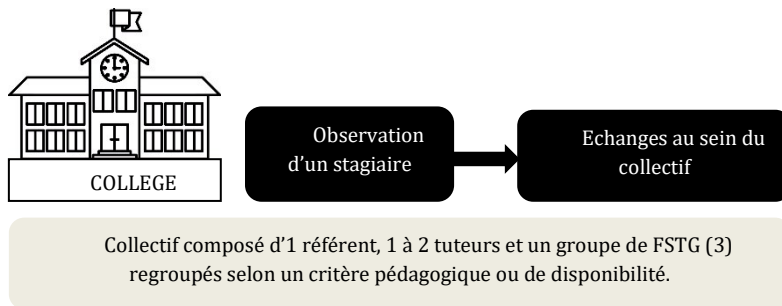 COLLEGE
Observation
d'un stagiaire
Echanges au sein du
collectif
Collectif composé d'1 référent, 1 à 2 tuteurs et un groupe de FSTG (3)
regroupés selon un critère pédagogique ou de disponibilité.